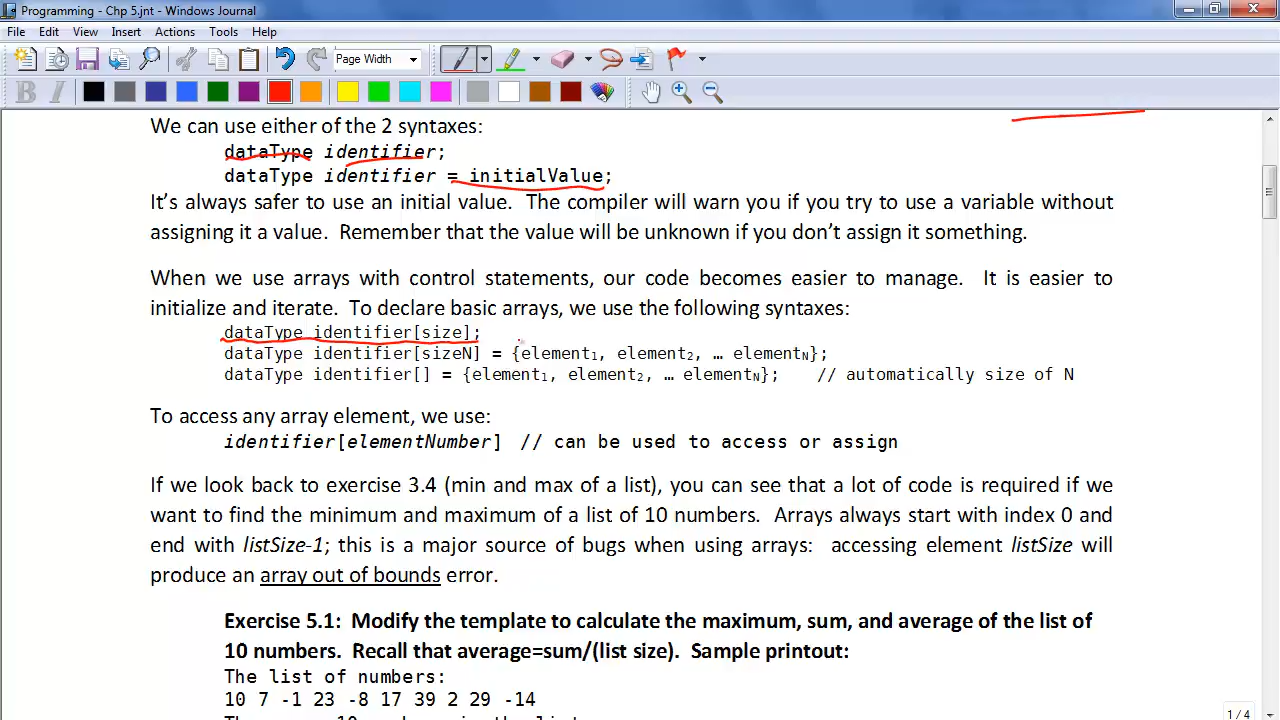 Programming - Chp 5.jnt - Windows Journal
File Edit View Insert Actions Tools Help
Page Width
B I
We can use either of the 2 syntaxes:
dataType identifier;
dataType identifier = initialValue;
It’s always safer to use an initial value. The compiler will warn you if you try to use a variable without
assigning it a value. Remember that the value will be unknown if you don’t assign it something.
When we use arrays with control statements, our code becomes easier to manage. It is easier to
initialize and iterate. To declare basic arrays, we use the following syntaxes:
dataType identifier[size];
dataType identifier[sizeN] = {element₁, element₂, … elementN};
dataType identifier[] = {element₁, element₂, … elementN}; // automatically size of N
To access any array element, we use:
identifier[elementNumber] // can be used to access or assign
If we look back to exercise 3.4 (min and max of a list), you can see that a lot of code is required if we
want to find the minimum and maximum of a list of 10 numbers. Arrays always start with index 0 and
end with listSize-1; this is a major source of bugs when using arrays: accessing element listSize will
produce an array out of bounds error.
Exercise 5.1: Modify the template to calculate the maximum, sum, and average of the list of
10 numbers. Recall that average=sum/(list size). Sample printout:
The list of numbers:
10 7 -1 23 -8 17 39 2 29 -14
1/4